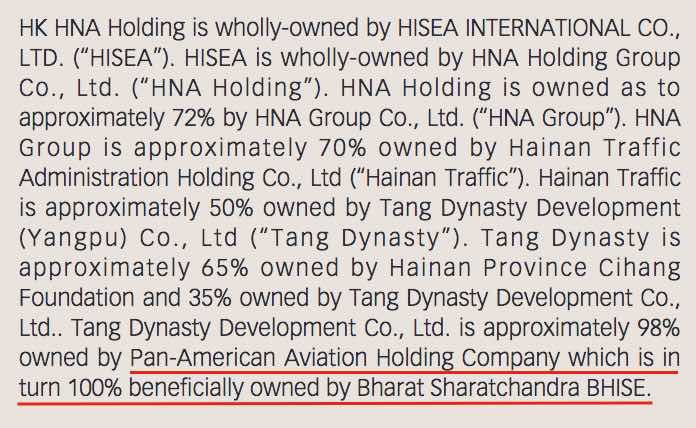 HK HNA Holding is wholly-owned by HISEA INTERNATIONAL CO.,
LTD. (“HISEA”). HISEA is wholly-owned by HNA Holding Group
Co., Ltd. (“HNA Holding”). HNA Holding is owned as to
approximately 72% by HNA Group Co., Ltd. (“HNA Group”). HNA
Group is approximately 70% owned by Hainan Traffic
Administration Holding Co., Ltd (“Hainan Traffic”). Hainan Traffic
is approximately 50% owned by Tang Dynasty Development
(Yangpu) Co., Ltd (“Tang Dynasty”). Tang Dynasty is
approximately 65% owned by Hainan Province Cihang
Foundation and 35% owned by Tang Dynasty Development Co.,
Ltd.. Tang Dynasty Development Co., Ltd. is approximately 98%
owned by Pan-American Aviation Holding Company which is in
turn 100% beneficially owned by Bharat Sharatchandra BHISE.